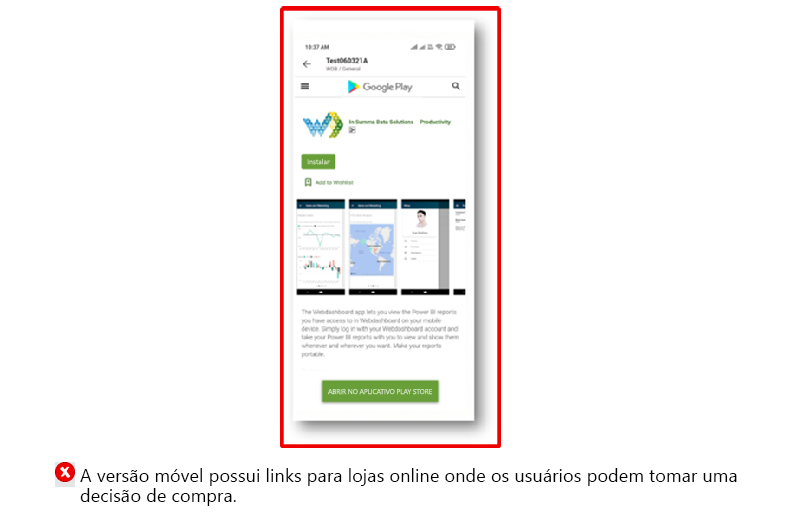 10:37 AM
Test060321A
WDB / General
Google Play
In-Summa Data Solutions Productivity
Instalar
Add to Wishlist
The Webdashboard app lets you view the Power BI reports
you have access to in Webdashboard on your mobile
device. Simply log in with your Webdashboard account and
take your Power BI reports with you to view and show them
whenever and wherever you want. Make your reports
portable.
ABRIR NO APLICATIVO PLAY STORE
A versão móvel possui links para lojas online onde os usuários podem tomar uma
decisão de compra.